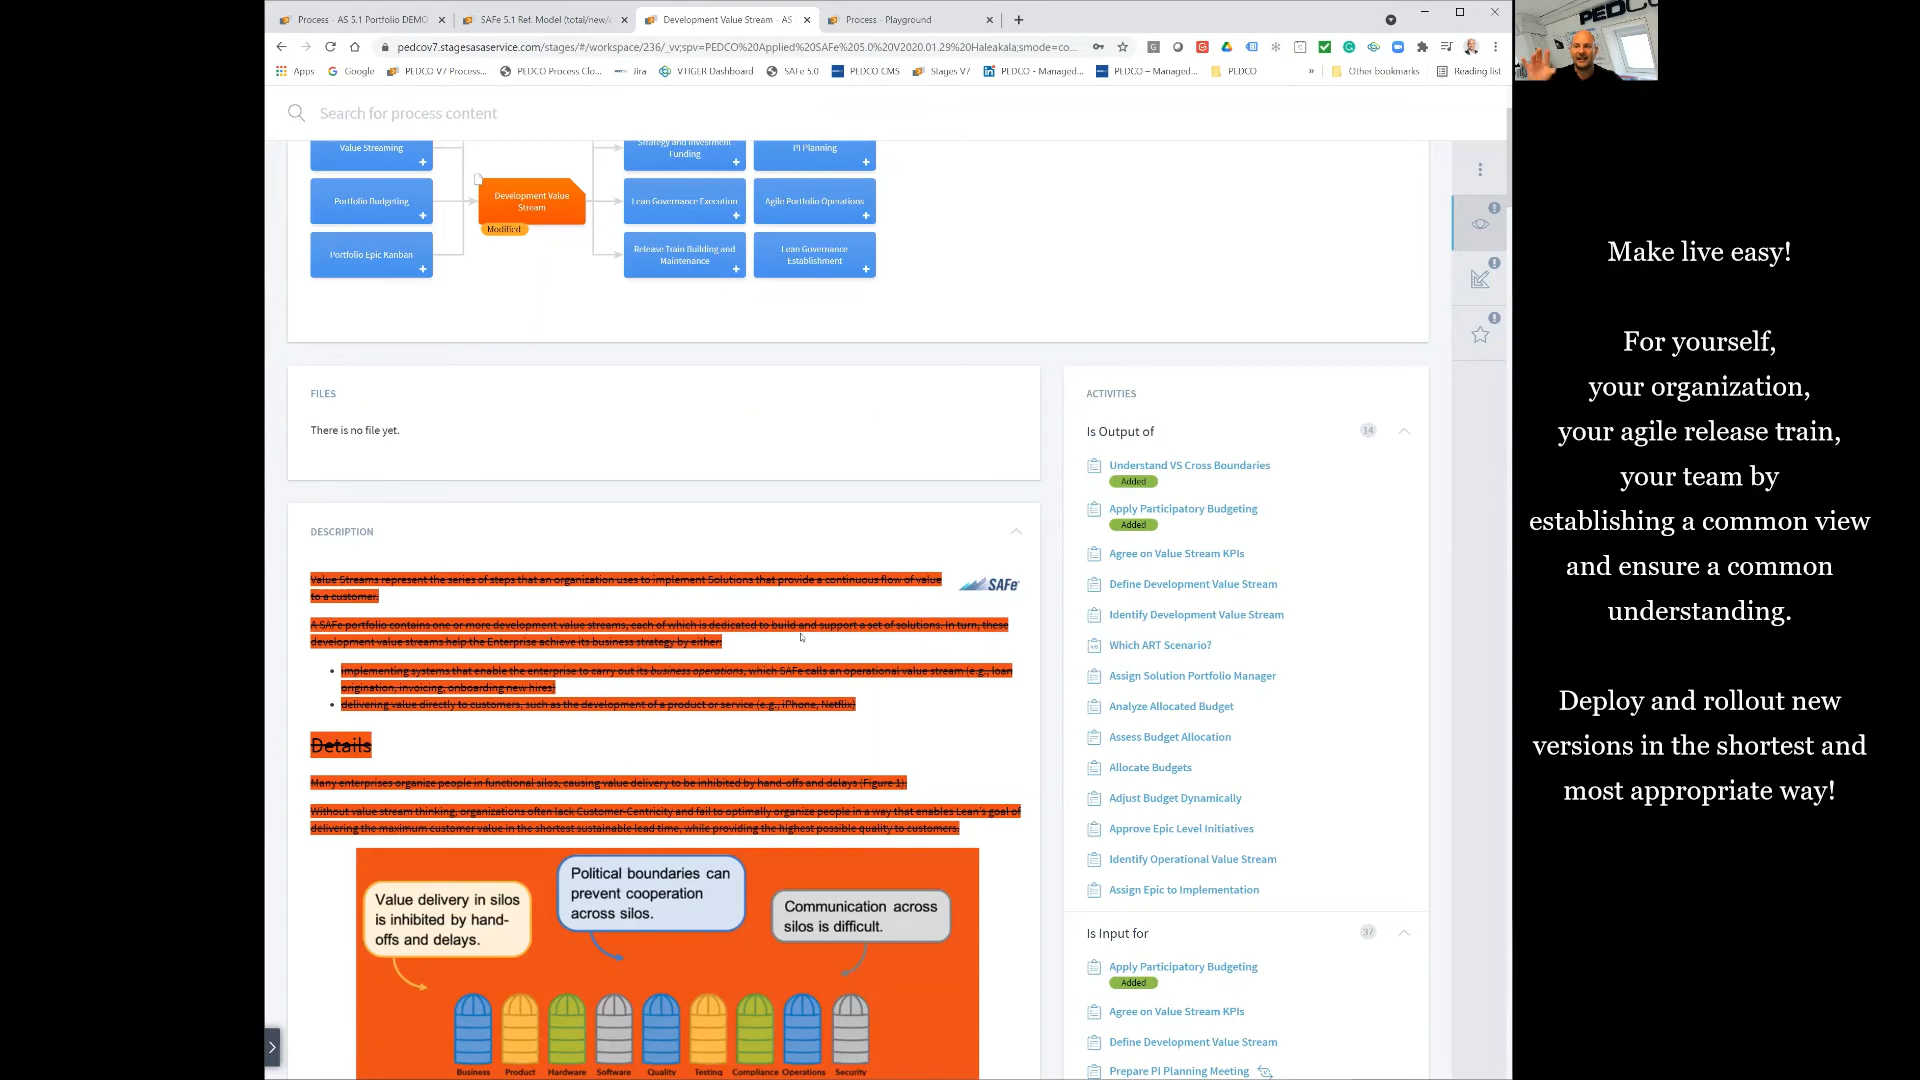 Process - AS 5.1 Portfolio DEMO
SAFe 5.1 Ref. Model (total/new/c
Development Value Stream - AS
Process - Playground
pedcov7.stagesasaservice.com/stages/#/workspace/236/_vv;spv=PEDCO%20Applied%20SAFe%205.0%20V2020.01.29%20Haleakala;smode=co...
Apps
Google
PEDCO V7 Process...
PEDCO Process Clo...
Jira
VTIGER Dashboard
SAFe 5.0
PEDCO CMS
Stages V7
PEDCO - Managed...
PEDCO – Managed...
PEDCO
»
Other bookmarks
Reading list
Search for process content
Value Streaming
Portfolio Budgeting
Portfolio Epic Kanban
Development Value
Stream
Modified
Strategy and Investment
Funding
PI Planning
Lean Governance Execution
Agile Portfolio Operations
Release Train Building and
Maintenance
Lean Governance
Establishment
FILES
There is no file yet.
DESCRIPTION
Value Streams represent the series of steps that an organization uses to implement Solutions that provide a continuous flow of value
to a customer.
SAFe
A SAFe portfolio contains one or more development value streams, each of which is dedicated to build and support a set of solutions. In turn, these
development value streams help the Enterprise achieve its business strategy by either:
implementing systems that enable the enterprise to carry out its business operations, which SAFe calls an operational value stream (e.g., loan
origination, invoicing, onboarding new hires)
delivering value directly to customers, such as the development of a product or service (e.g., iPhone, Netflix)
Details
Many enterprises organize people in functional silos, causing value delivery to be inhibited by hand-offs and delays (Figure 1).
Without value stream thinking, organizations often lack Customer-Centricity and fail to optimally organize people in a way that enables Lean's goal of
delivering the maximum customer value in the shortest sustainable lead time, while providing the highest possible quality to customers.
Value delivery in silos
is inhibited by hand-
offs and delays.
Political boundaries can
prevent cooperation
across silos.
Communication across
silos is difficult.
Business
Product
Hardware
Software
Quality
Testing
Compliance
Operations
Security
ACTIVITIES
Is Output of
14
Understand VS Cross Boundaries
Added
Apply Participatory Budgeting
Added
Agree on Value Stream KPIs
Define Development Value Stream
Identify Development Value Stream
Which ART Scenario?
Assign Solution Portfolio Manager
Analyze Allocated Budget
Assess Budget Allocation
Allocate Budgets
Adjust Budget Dynamically
Approve Epic Level Initiatives
Identify Operational Value Stream
Assign Epic to Implementation
Is Input for
37
Apply Participatory Budgeting
Added
Agree on Value Stream KPIs
Define Development Value Stream
Prepare PI Planning Meeting
PEDCO
Make live easy!
For yourself,
your organization,
your agile release train,
your team by
establishing a common view
and ensure a common
understanding.
Deploy and rollout new
versions in the shortest and
most appropriate way!